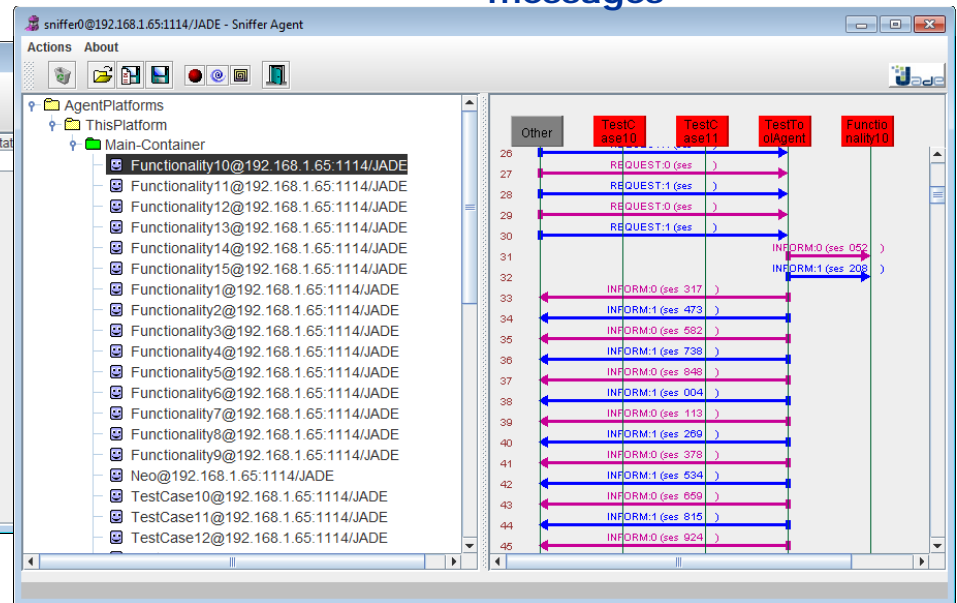 messages
sniffer0@192.168.1.65:1114/JADE - Sniffer Agent
Actions About
Jade
AgentPlatforms
ThisPlatform
Main-Container
Functionality10@192.168.1.65:1114/JADE
Functionality11@192.168.1.65:1114/JADE
Functionality12@192.168.1.65:1114/JADE
Functionality13@192.168.1.65:1114/JADE
Functionality14@192.168.1.65:1114/JADE
Functionality15@192.168.1.65:1114/JADE
Functionality1@192.168.1.65:1114/JADE
Functionality2@192.168.1.65:1114/JADE
Functionality3@192.168.1.65:1114/JADE
Functionality4@192.168.1.65:1114/JADE
Functionality5@192.168.1.65:1114/JADE
Functionality6@192.168.1.65:1114/JADE
Functionality7@192.168.1.65:1114/JADE
Functionality8@192.168.1.65:1114/JADE
Functionality9@192.168.1.65:1114/JADE
Neo@192.168.1.65:1114/JADE
TestCase10@192.168.1.65:1114/JADE
TestCase11@192.168.1.65:1114/JADE
TestCase12@192.168.1.65:1114/JADE
Other
TestC
ase10
TestC
ase11
TestTo
olAgent
Functio
nality10
26
27 REQUEST:0 (ses )
28 REQUEST:1 (ses )
29 REQUEST:0 (ses )
30 REQUEST:1 (ses )
31 INFORM:0 (ses 052 )
32 INFORM:1 (ses 208 )
33 INFORM:0 (ses 317 )
34 INFORM:1 (ses 473 )
35 INFORM:0 (ses 582 )
36 INFORM:1 (ses 738 )
37 INFORM:0 (ses 848 )
38 INFORM:1 (ses 004 )
39 INFORM:0 (ses 113 )
40 INFORM:1 (ses 269 )
41 INFORM:0 (ses 378 )
42 INFORM:1 (ses 534 )
43 INFORM:0 (ses 659 )
44 INFORM:1 (ses 815 )
45 INFORM:0 (ses 924 )